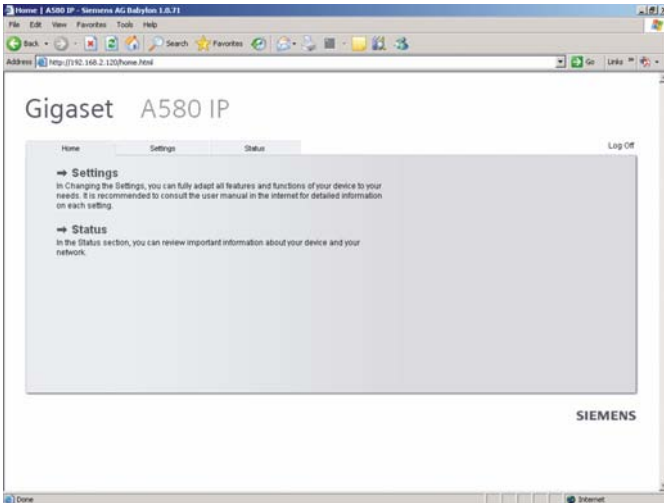 Home | A580 IP - Siemens AG Babylon 1.0.71
File Edit View Favorites Tools Help
Back Search Favorites
Address http://192.168.2.120/home.html Go Links »
Gigaset A580 IP
Home Settings Status Log Off
➡ Settings
In Changing the Settings, you can fully adapt all features and functions of your device to your
needs. It is recommended to consult the user manual in the internet for detailed information
on each setting.
➡ Status
In the Status section, you can review important information about your device and your
network.
SIEMENS
Done Internet